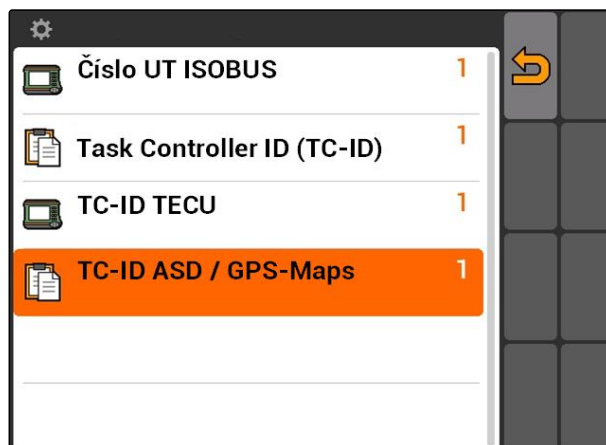 Číslo UT ISOBUS 1
Task Controller ID (TC-ID) 1
TC-ID TECU 1
TC-ID ASD / GPS-Maps 1